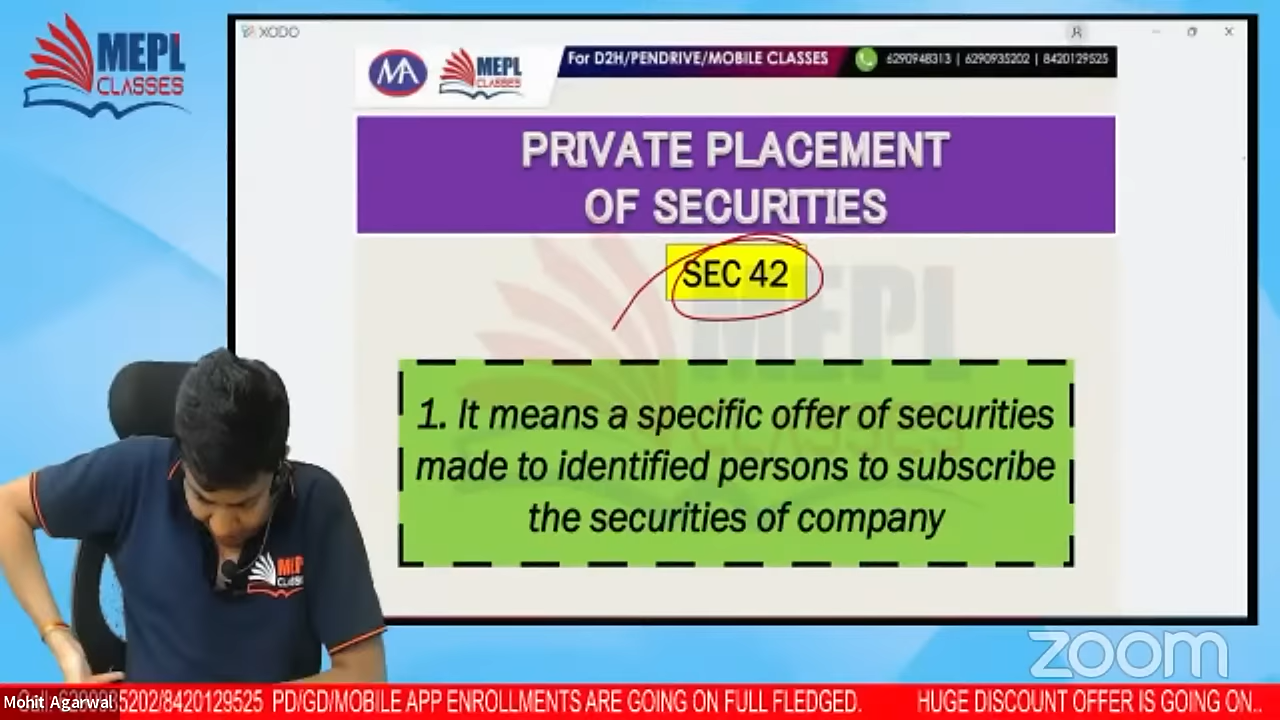 MEPL
CLASSES
XODO
MA
MEPL
CLASSES
For D2H/PENDRIVE/MOBILE CLASSES
6290948313 | 6290935202 | 8420129525
PRIVATE PLACEMENT
OF SECURITIES
SEC 42
MEPL
CLASSES
1. It means a specific offer of securities
made to identified persons to subscribe
the securities of company
zoom
Mohit Agarwal
5202/8420129525 PD/GD/MOBILE APP ENROLLMENTS ARE GOING ON FULL FLEDGED. HUGE DISCOUNT OFFER IS GOING ON..